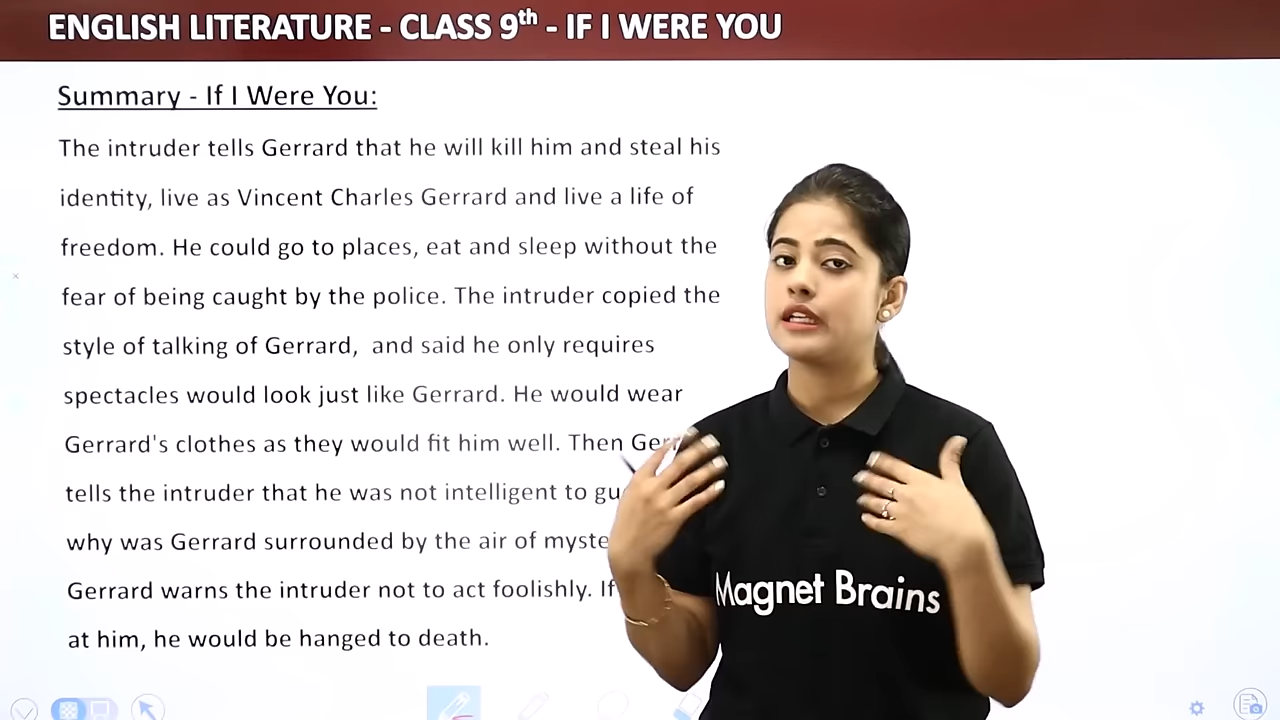 ENGLISH LITERATURE - CLASS 9th - IF I WERE YOU
Summary - If I Were You:
The intruder tells Gerrard that he will kill him and steal his
identity, live as Vincent Charles Gerrard and live a life of
freedom. He could go to places, eat and sleep without the
fear of being caught by the police. The intruder copied the
style of talking of Gerrard, and said he only requires
spectacles would look just like Gerrard. He would wear
Gerrard's clothes as they would fit him well. Then
tells the intruder that he was not intelligent to
why was Gerrard surrounded by the air of
Gerrard warns the intruder not to act foolishly. If
at him, he would be hanged to death.
Magnet Brains